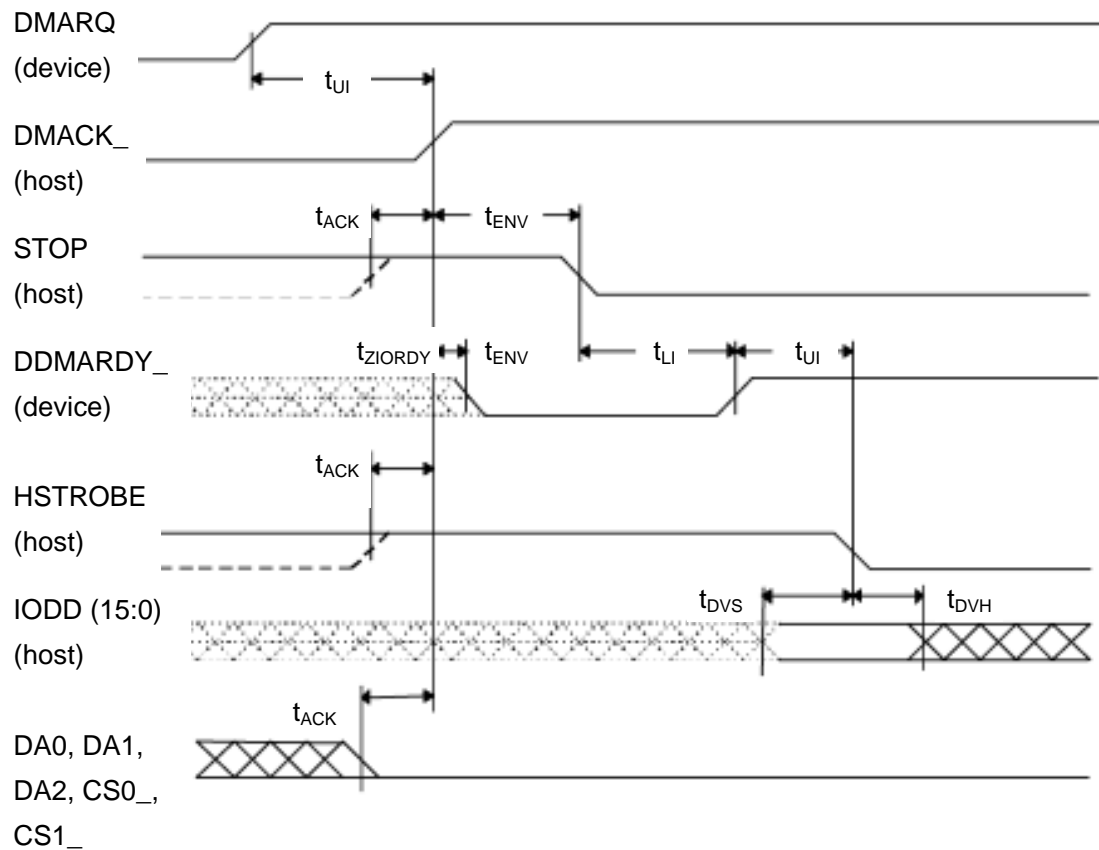 DMARQ
(device)
tUI
DMACK_
(host)
tACK
tENV
STOP
(host)
tZIORDY
tENV
tLI
tUI
DDMARDY_
(device)
tACK
HSTROBE
(host)
IODD (15:0)
(host)
tDVS
tDVH
tACK
DA0, DA1,
DA2, CS0_,
CS1_